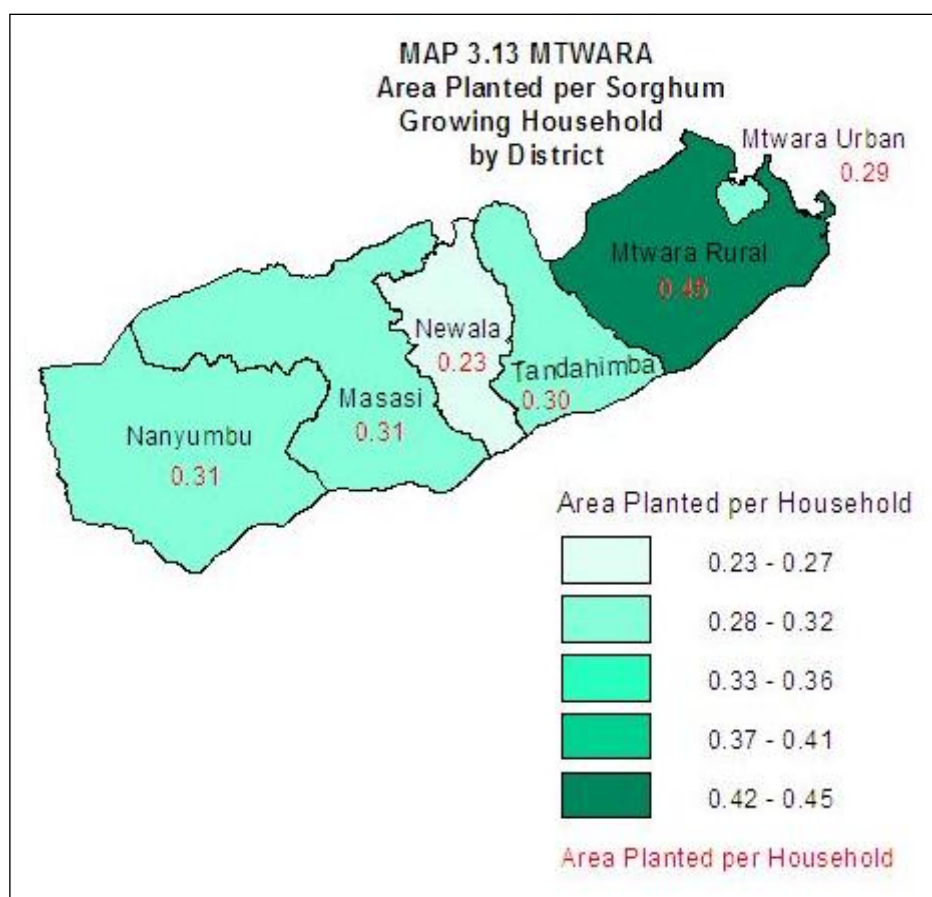 MAP 3.13 MTWARA
Area Planted per Sorghum
Growing Household
by District
Mtwara Urban
0.29
Mtwara Rural
0.45
Newala
0.23
Tandahimba
0.30
Masasi
0.31
Nanyumbu
0.31
Area Planted per Household
0.23 - 0.27
0.28 - 0.32
0.33 - 0.36
0.37 - 0.41
0.42 - 0.45
Area Planted per Household